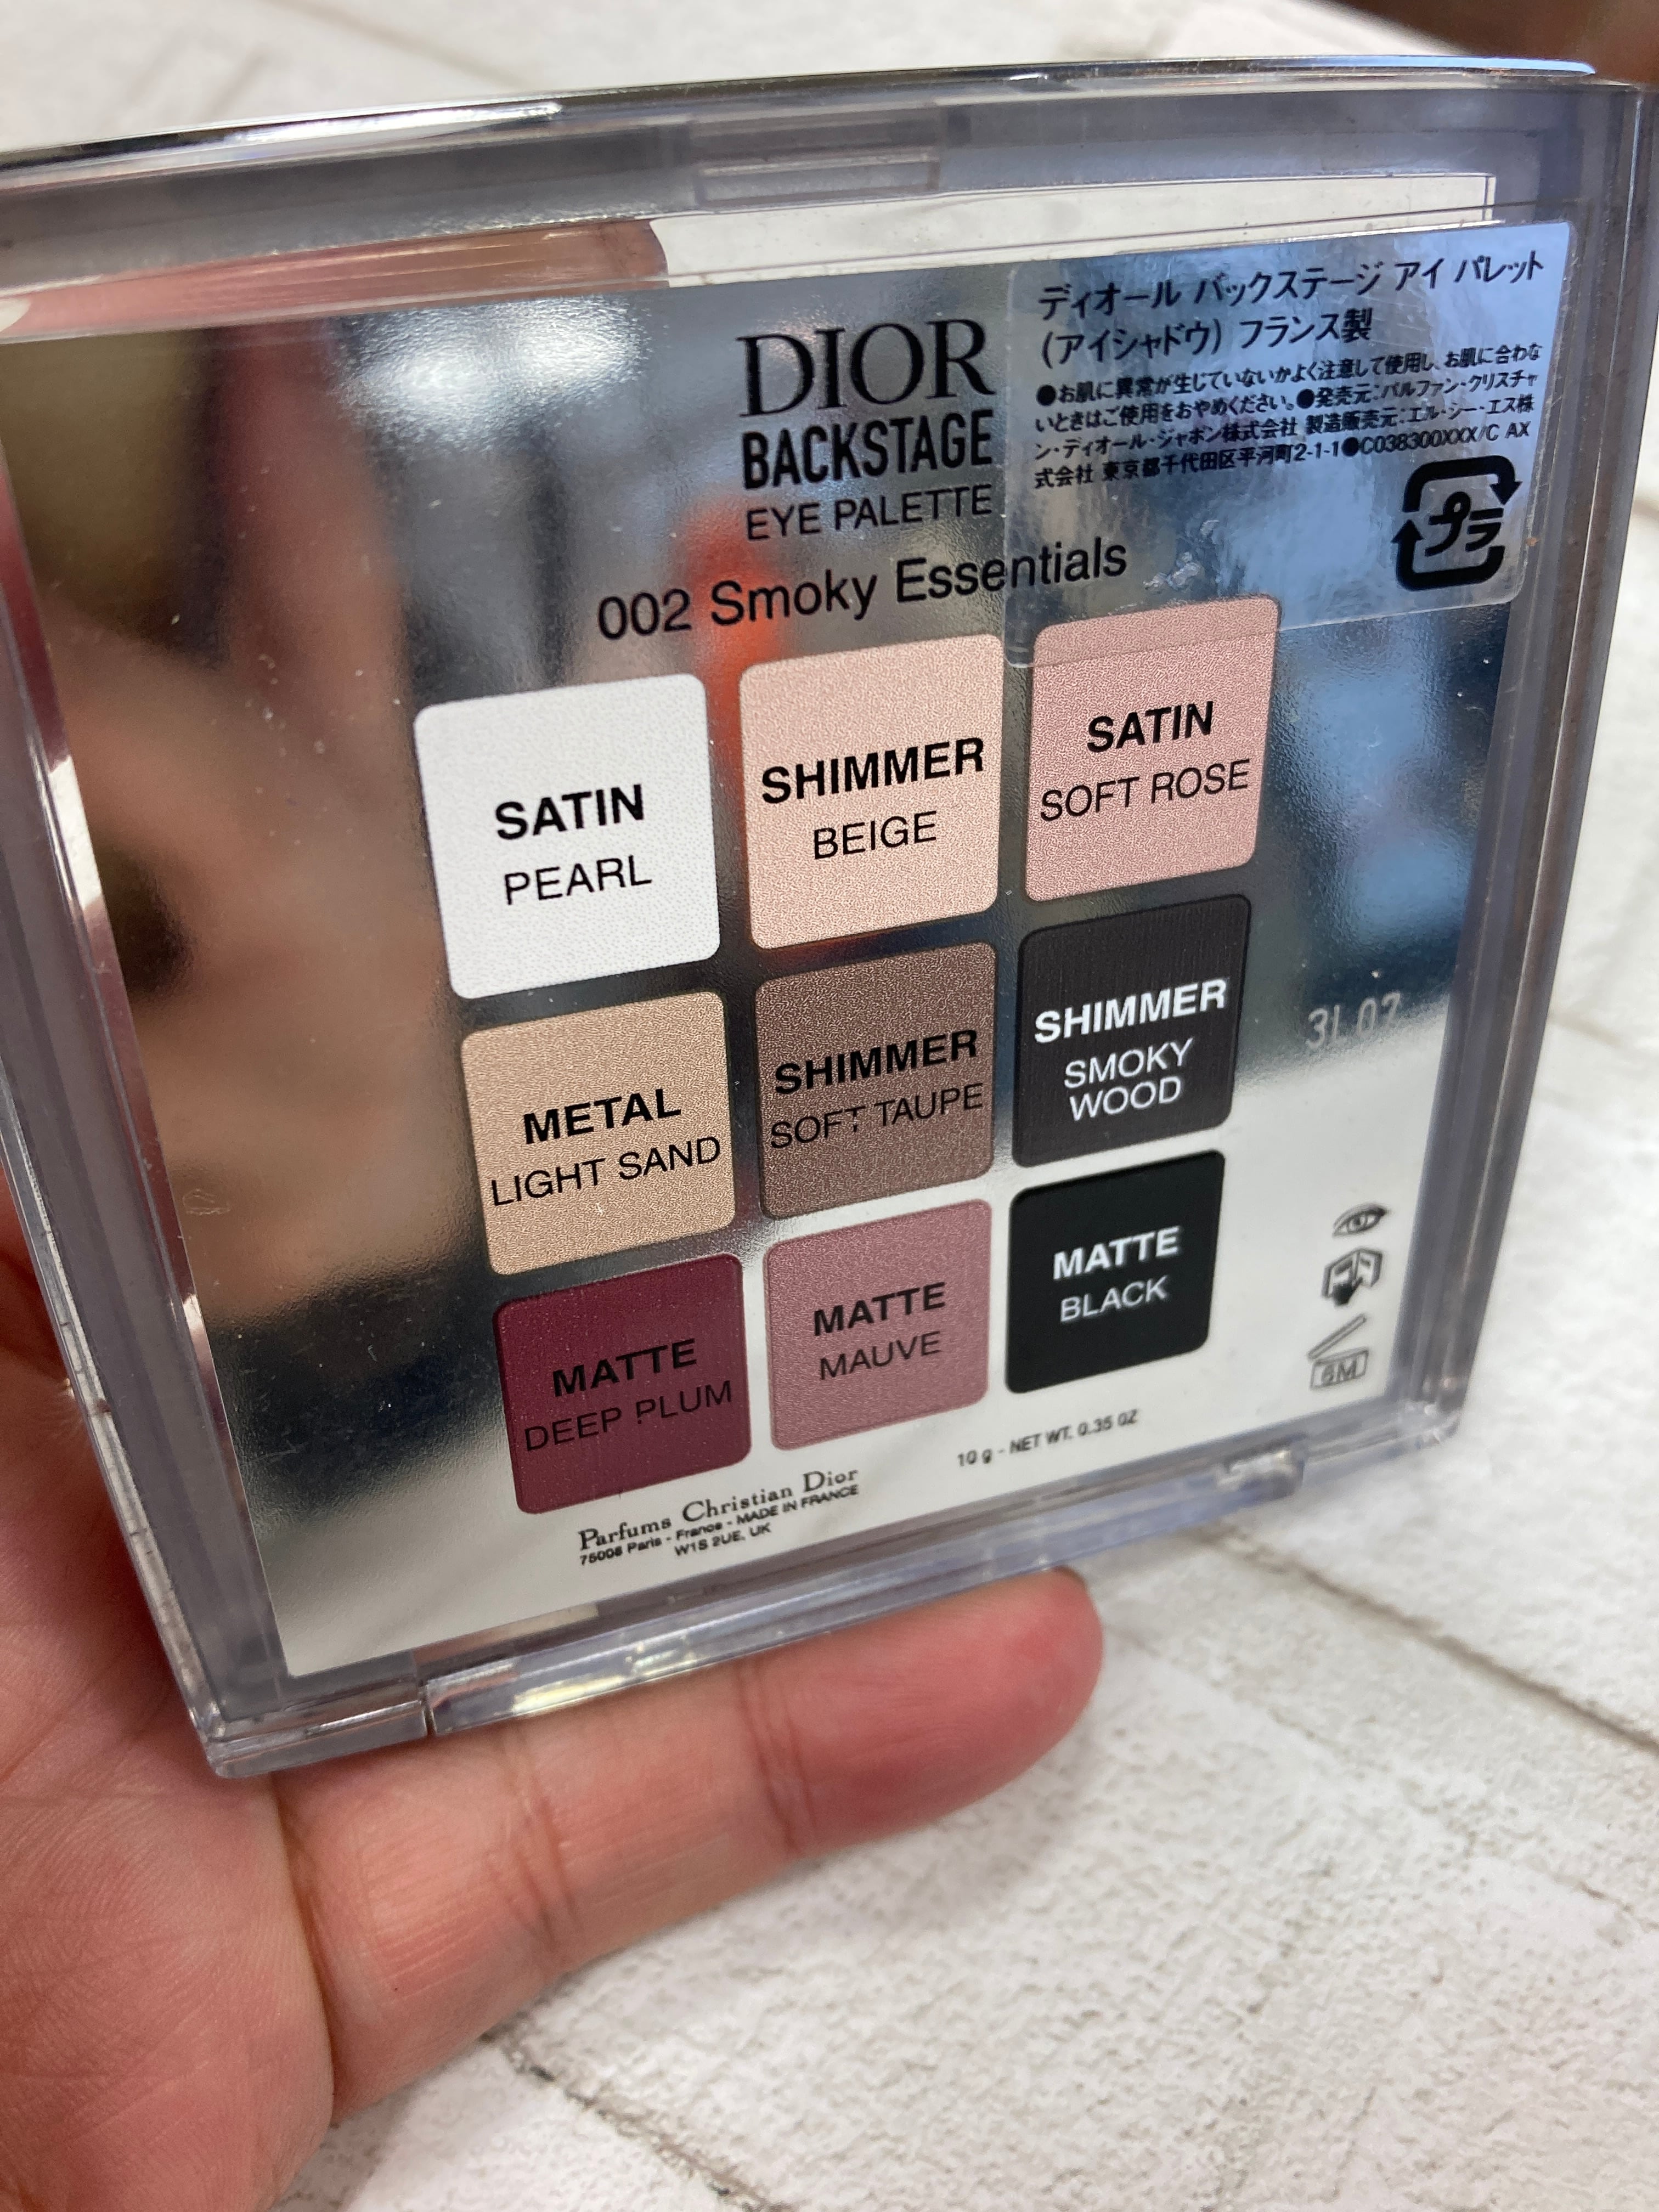 DIOR
BACKSTAGE
EYE PALETTE
002 Smoky Essentials
ディオール バックステージ アイ パレット
(アイシャドウ) フランス製
●お肌に異常が生じていないかよく注意して使用し、お肌に合わな
いときはご使用をおやめください。●発売元:パルファン・クリスチャ
ン・ディオール・ジャポン株式会社 製造販売元:エル・シー・エス株
式会社 東京都千代田区平河町2-1-1●C038300XXX/C AX
プラ
SATIN
PEARL
SHIMMER
BEIGE
SATIN
SOFT ROSE
METAL
LIGHT SAND
SHIMMER
SOFT TAUPE
SHIMMER
SMOKY
WOOD
3L07
MATTE
DEEP PLUM
MATTE
MAUVE
MATTE
BLACK
6M
10 g - NET WT. 0.35 OZ
Parfums Christian Dior
75008 Paris - France - MADE IN FRANCE
W1S 2UE, UK